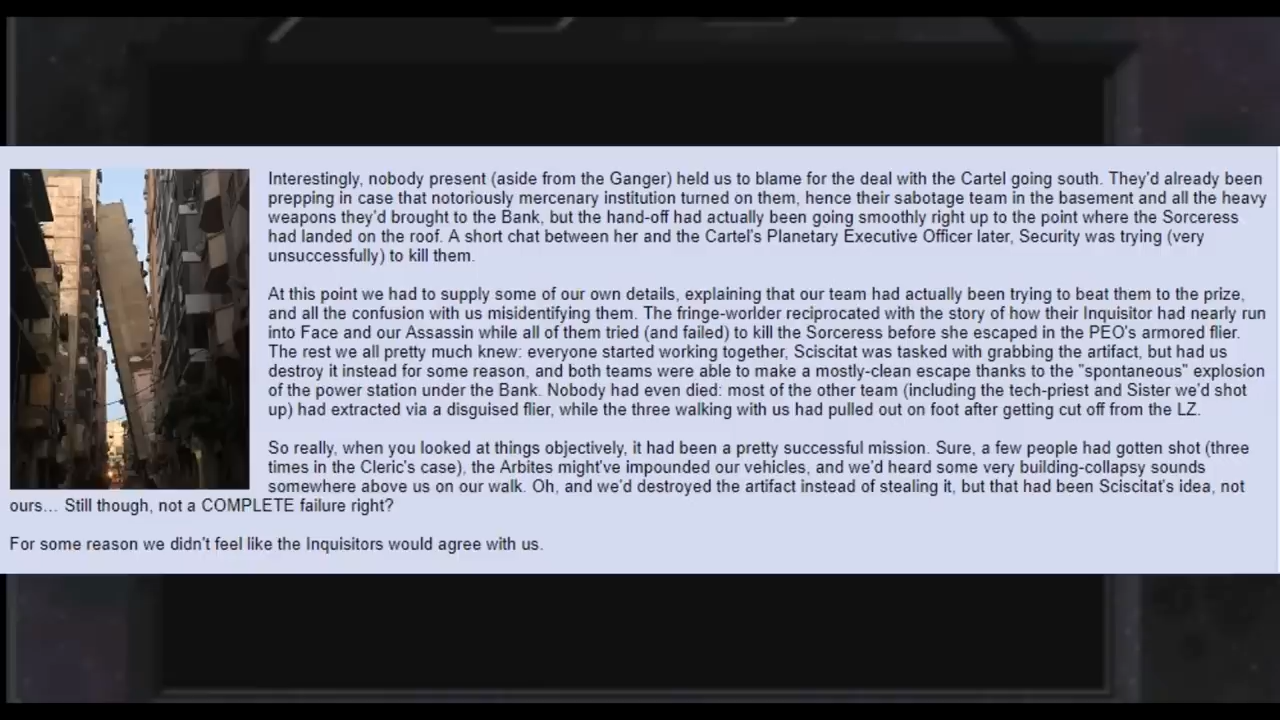 Interestingly, nobody present (aside from the Ganger) held us to blame for the deal with the Cartel going south. They'd already been
prepping in case that notoriously mercenary institution turned on them, hence their sabotage team in the basement and all the heavy
weapons they'd brought to the Bank, but the hand-off had actually been going smoothly right up to the point where the Sorceress
had landed on the roof. A short chat between her and the Cartel's Planetary Executive Officer later, Security was trying (very
unsuccessfully) to kill them.
At this point we had to supply some of our own details, explaining that our team had actually been trying to beat them to the prize,
and all the confusion with us misidentifying them. The fringe-worlder reciprocated with the story of how their Inquisitor had nearly run
into Face and our Assassin while all of them tried (and failed) to kill the Sorceress before she escaped in the PEO's armored flier.
The rest we all pretty much knew: everyone started working together, Sciscitat was tasked with grabbing the artifact, but had us
destroy it instead for some reason, and both teams were able to make a mostly-clean escape thanks to the "spontaneous" explosion
of the power station under the Bank. Nobody had even died: most of the other team (including the tech-priest and Sister we'd shot
up) had extracted via a disguised flier, while the three walking with us had pulled out on foot after getting cut off from the LZ.
So really, when you looked at things objectively, it had been a pretty successful mission. Sure, a few people had gotten shot (three
times in the Cleric's case), the Arbites might've impounded our vehicles, and we'd heard some very building-collapsy sounds
somewhere above us on our walk. Oh, and we'd destroyed the artifact instead of stealing it, but that had been Sciscitat's idea, not
ours... Still though, not a COMPLETE failure right?
For some reason we didn't feel like the Inquisitors would agree with us.